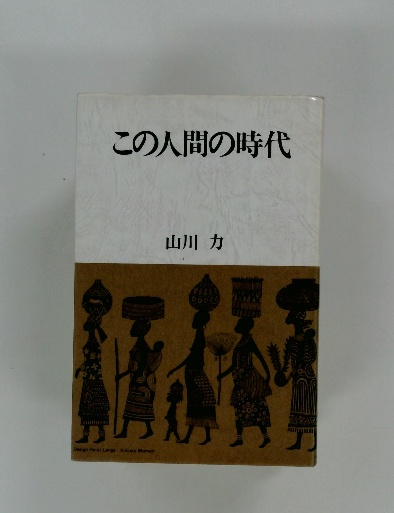 この人間の時代
山川 力